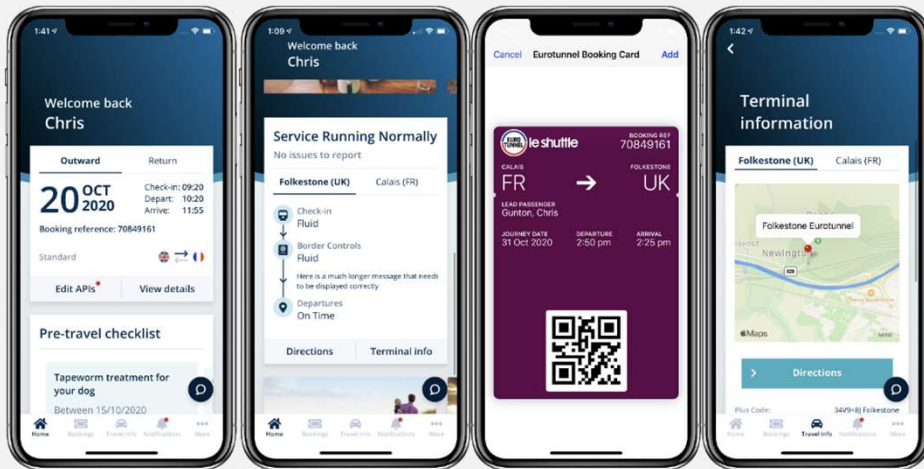 1:41
Welcome back
Chris
Outward Return
20 OCT 2020
Check-in: 09:20
Depart: 10:20
Arrive: 11:55
Booking reference: 70849161
Standard
Edit APIs View details
Pre-travel checklist
Tapeworm treatment for
your dog
Between 15/10/2020
Home Bookings Travel info Notifications More
1:09
Welcome back
Chris
Service Running Normally
No issues to report
Folkestone (UK) Calais (FR)
Check-in
Fluid
Border Controls
Fluid
Here is a much longer message that needs
to be displayed correctly
Departures
On Time
Directions Terminal info
Home Bookings Travel info Notifications More
Cancel Eurotunnel Booking Card Add
EURO TUNNEL le shuttle
BOOKING REF
70849161
CALAIS FOLKESTONE
FR → UK
LEAD PASSENGER
Gunton, Chris
JOURNEY DATE DEPARTURE ARRIVAL
31 Oct 2020 2:50 pm 2:25 pm
1:42
Terminal
information
Folkestone (UK) Calais (FR)
Folkestone Eurotunnel
Newington
Maps
Directions
Plus Code: Folkestone
Home Bookings Travel info Notifications More